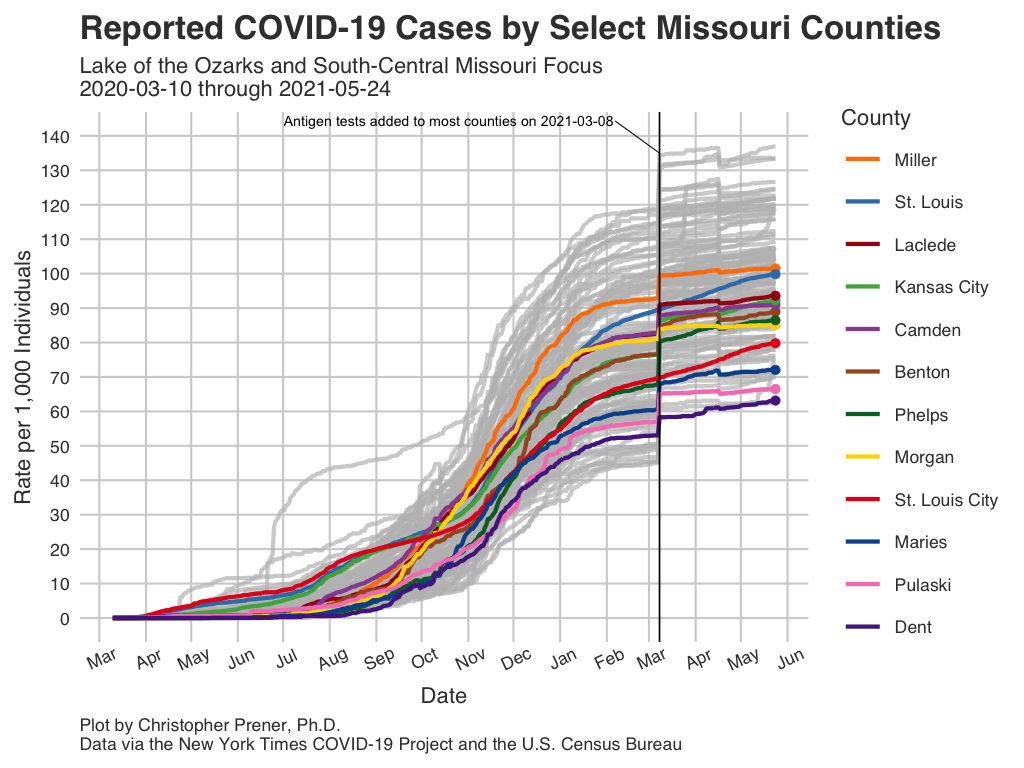 Reported COVID-19 Cases by Select Missouri Counties
Lake of the Ozarks and South-Central Missouri Focus
2020-03-10 through 2021-05-24
Antigen tests added to most counties on 2021-03-08
Rate per 1,000 Individuals
140
130
120
110
100
90
80
70
60
50
40
30
20
10
0
Mar Apr May Jun Jul Aug Sep Oct Nov Dec Jan Feb Mar Apr May Jun
Date
County
Miller
St. Louis
Laclede
Kansas City
Camden
Benton
Phelps
Morgan
St. Louis City
Maries
Pulaski
Dent
Plot by Christopher Prener, Ph.D.
Data via the New York Times COVID-19 Project and the U.S. Census Bureau